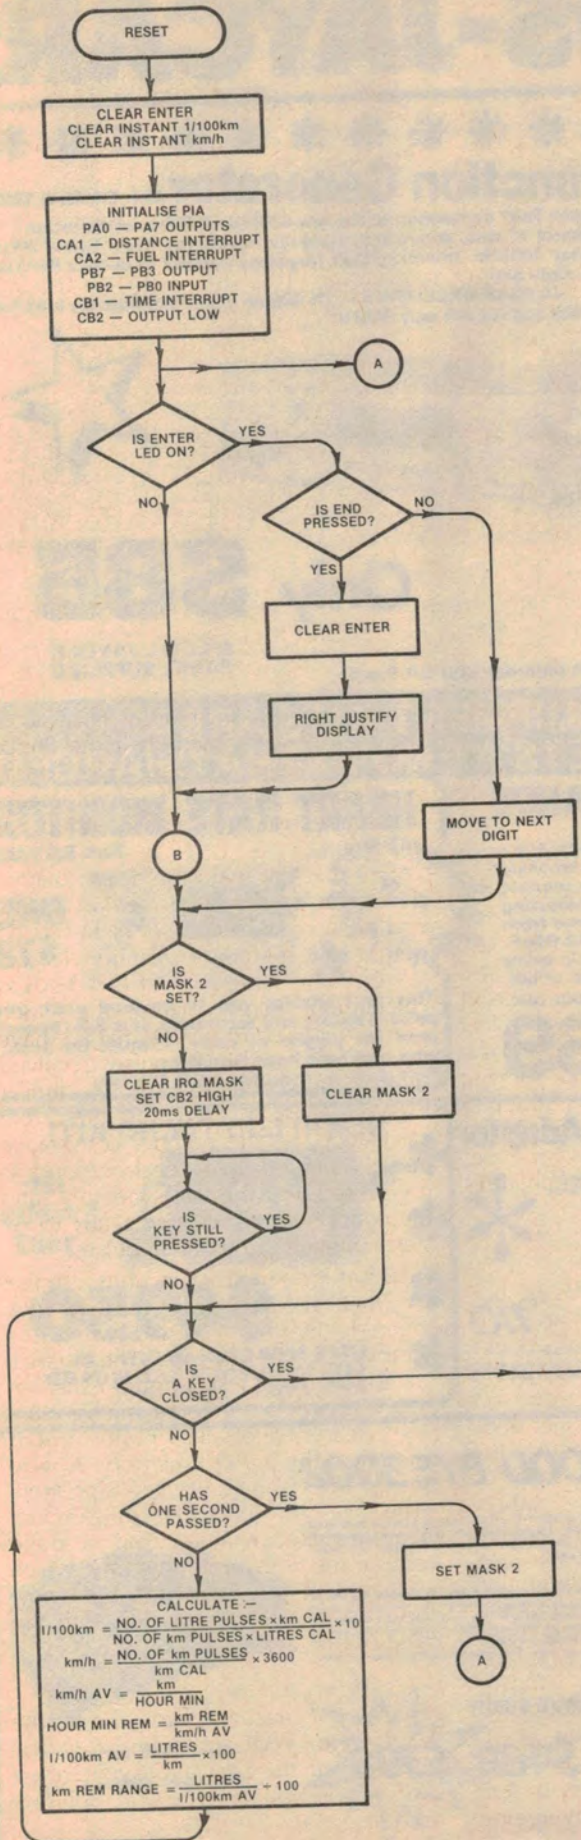 RESET
CLEAR ENTER
CLEAR INSTANT 1/100km
CLEAR INSTANT km/h
INITIALISE PIA
PA0 — PA7 OUTPUTS
CA1 — DISTANCE INTERRUPT
CA2 — FUEL INTERRUPT
PB7 — PB3 OUTPUT
PB2 — PB0 INPUT
CB1 — TIME INTERRUPT
CB2 — OUTPUT LOW
A
IS ENTER
LED ON?
YES
NO
IS END
PRESSED?
NO
YES
CLEAR ENTER
RIGHT JUSTIFY
DISPLAY
MOVE TO NEXT
DIGIT
B
IS
MASK 2
SET?
YES
NO
CLEAR IRQ MASK
SET CB2 HIGH
20ms DELAY
CLEAR MASK 2
IS
KEY STILL
PRESSED?
YES
NO
IS
A KEY
CLOSED?
YES
NO
HAS
ONE SECOND
PASSED?
YES
NO
SET MASK 2
A
CALCULATE :—
l/100km = NO. OF LITRE PULSES × km CAL / NO. OF km PULSES × LITRES CAL × 10
km/h = NO. OF km PULSES / km CAL × 3600
km/h AV = km / HOUR MIN
HOUR MIN REM = km REM / km/h AV
l/100km AV = LITRES / km × 100
km REM RANGE = LITRES / l/100km AV ÷ 100